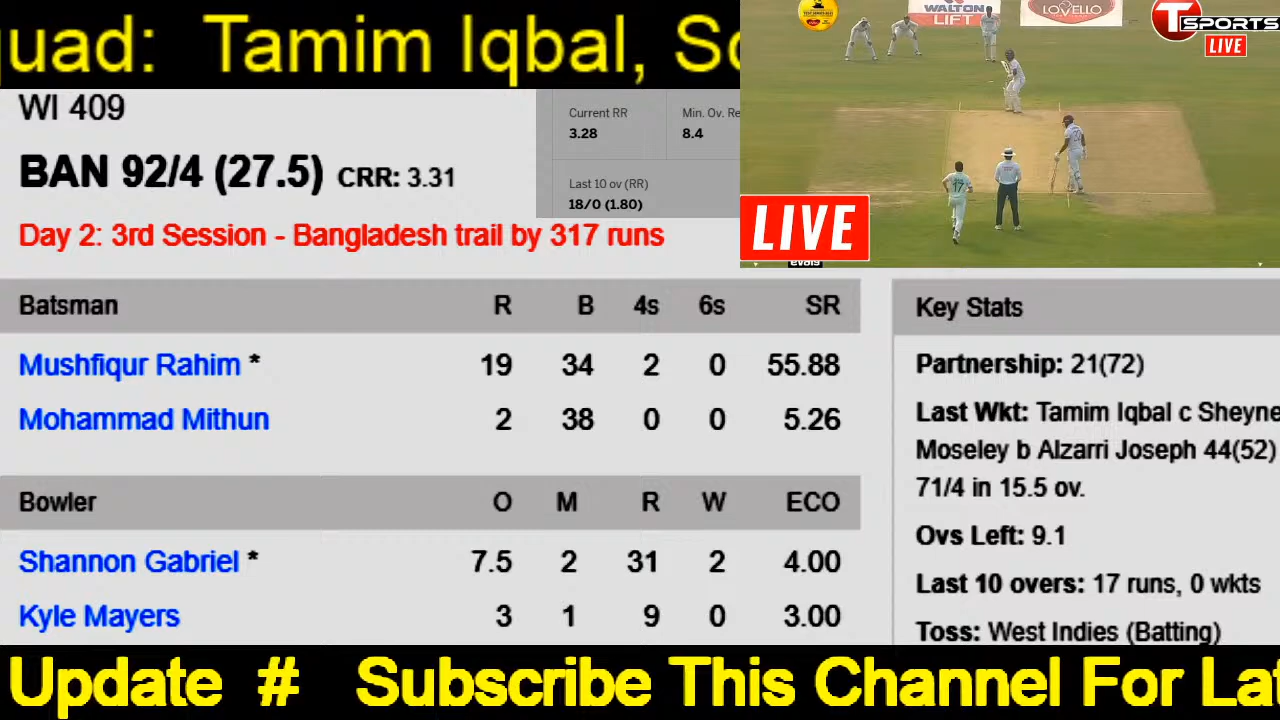 quad: Tamim Iqbal, So
WI 409
BAN 92/4 (27.5) CRR: 3.31
Day 2: 3rd Session - Bangladesh trail by 317 runs
Current RR
3.28
Min. Ov. Re
8.4
Last 10 ov (RR)
18/0 (1.80)
WALTON
LIFT
LOVELLO
T SPORTS
LIVE
17
LIVE
evaly
Batsman R B 4s 6s SR
Mushfiqur Rahim * 19 34 2 0 55.88
Mohammad Mithun 2 38 0 0 5.26
Bowler O M R W ECO
Shannon Gabriel * 7.5 2 31 2 4.00
Kyle Mayers 3 1 9 0 3.00
Key Stats
Partnership: 21(72)
Last Wkt: Tamim Iqbal c Sheyne
Moseley b Alzarri Joseph 44(52)
71/4 in 15.5 ov.
Ovs Left: 9.1
Last 10 overs: 17 runs, 0 wkts
Toss: West Indies (Batting)
Update # Subscribe This Channel For Lat